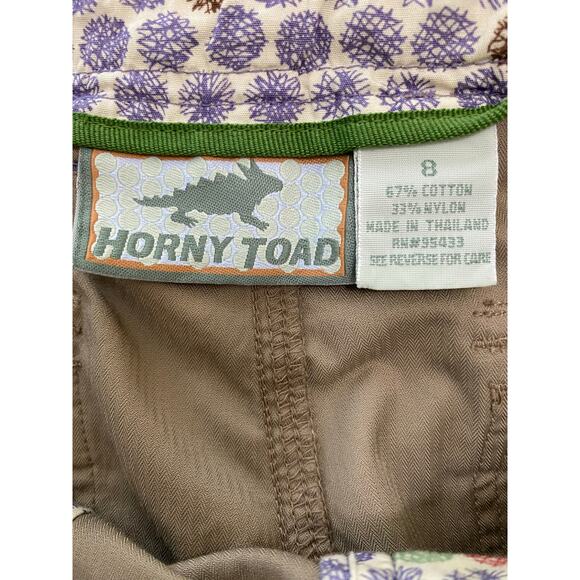 HORNY TOAD
8
67% COTTON
33% NYLON
MADE IN THAILAND
RN#95433
SEE REVERSE FOR CARE